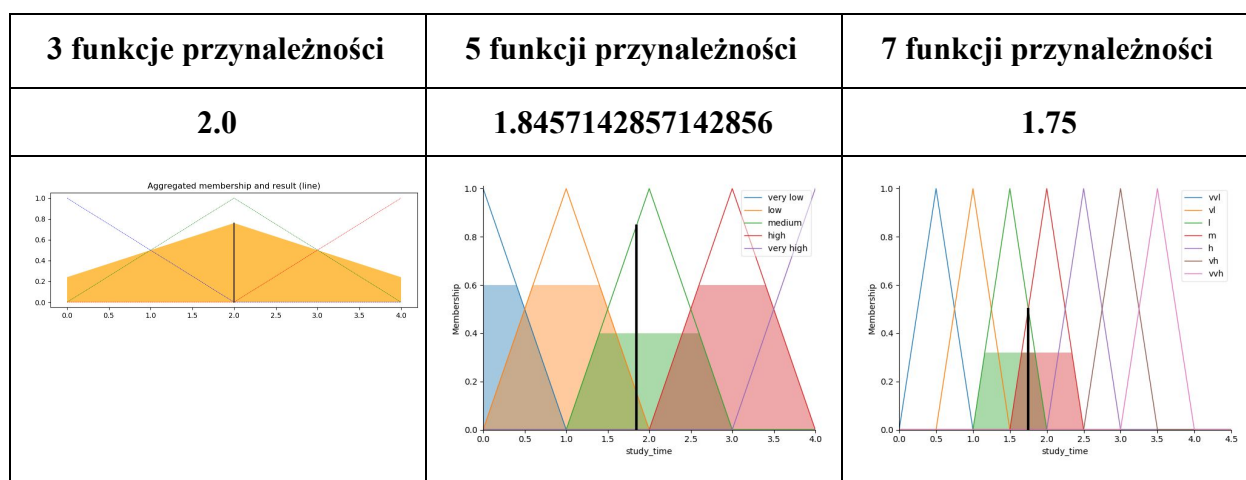 3 funkcje przynależności
5 funkcji przynależności
7 funkcji przynależności
2.0
1.8457142857142856
1.75
Aggregated membership and result (line)
1.0
0.8
0.6
0.4
0.2
0.0
0.0 0.5 1.0 1.5 2.0 2.5 3.0 3.5 4.0
Membership
1.0
0.8
0.6
0.4
0.2
0.0
very low
low
medium
high
very high
0.0 0.5 1.0 1.5 2.0 2.5 3.0 3.5 4.0
study_time
Membership
1.0
0.8
0.6
0.4
0.2
0.0
vvl
vl
l
m
h
vh
vvh
0.0 0.5 1.0 1.5 2.0 2.5 3.0 3.5 4.0 4.5
study_time